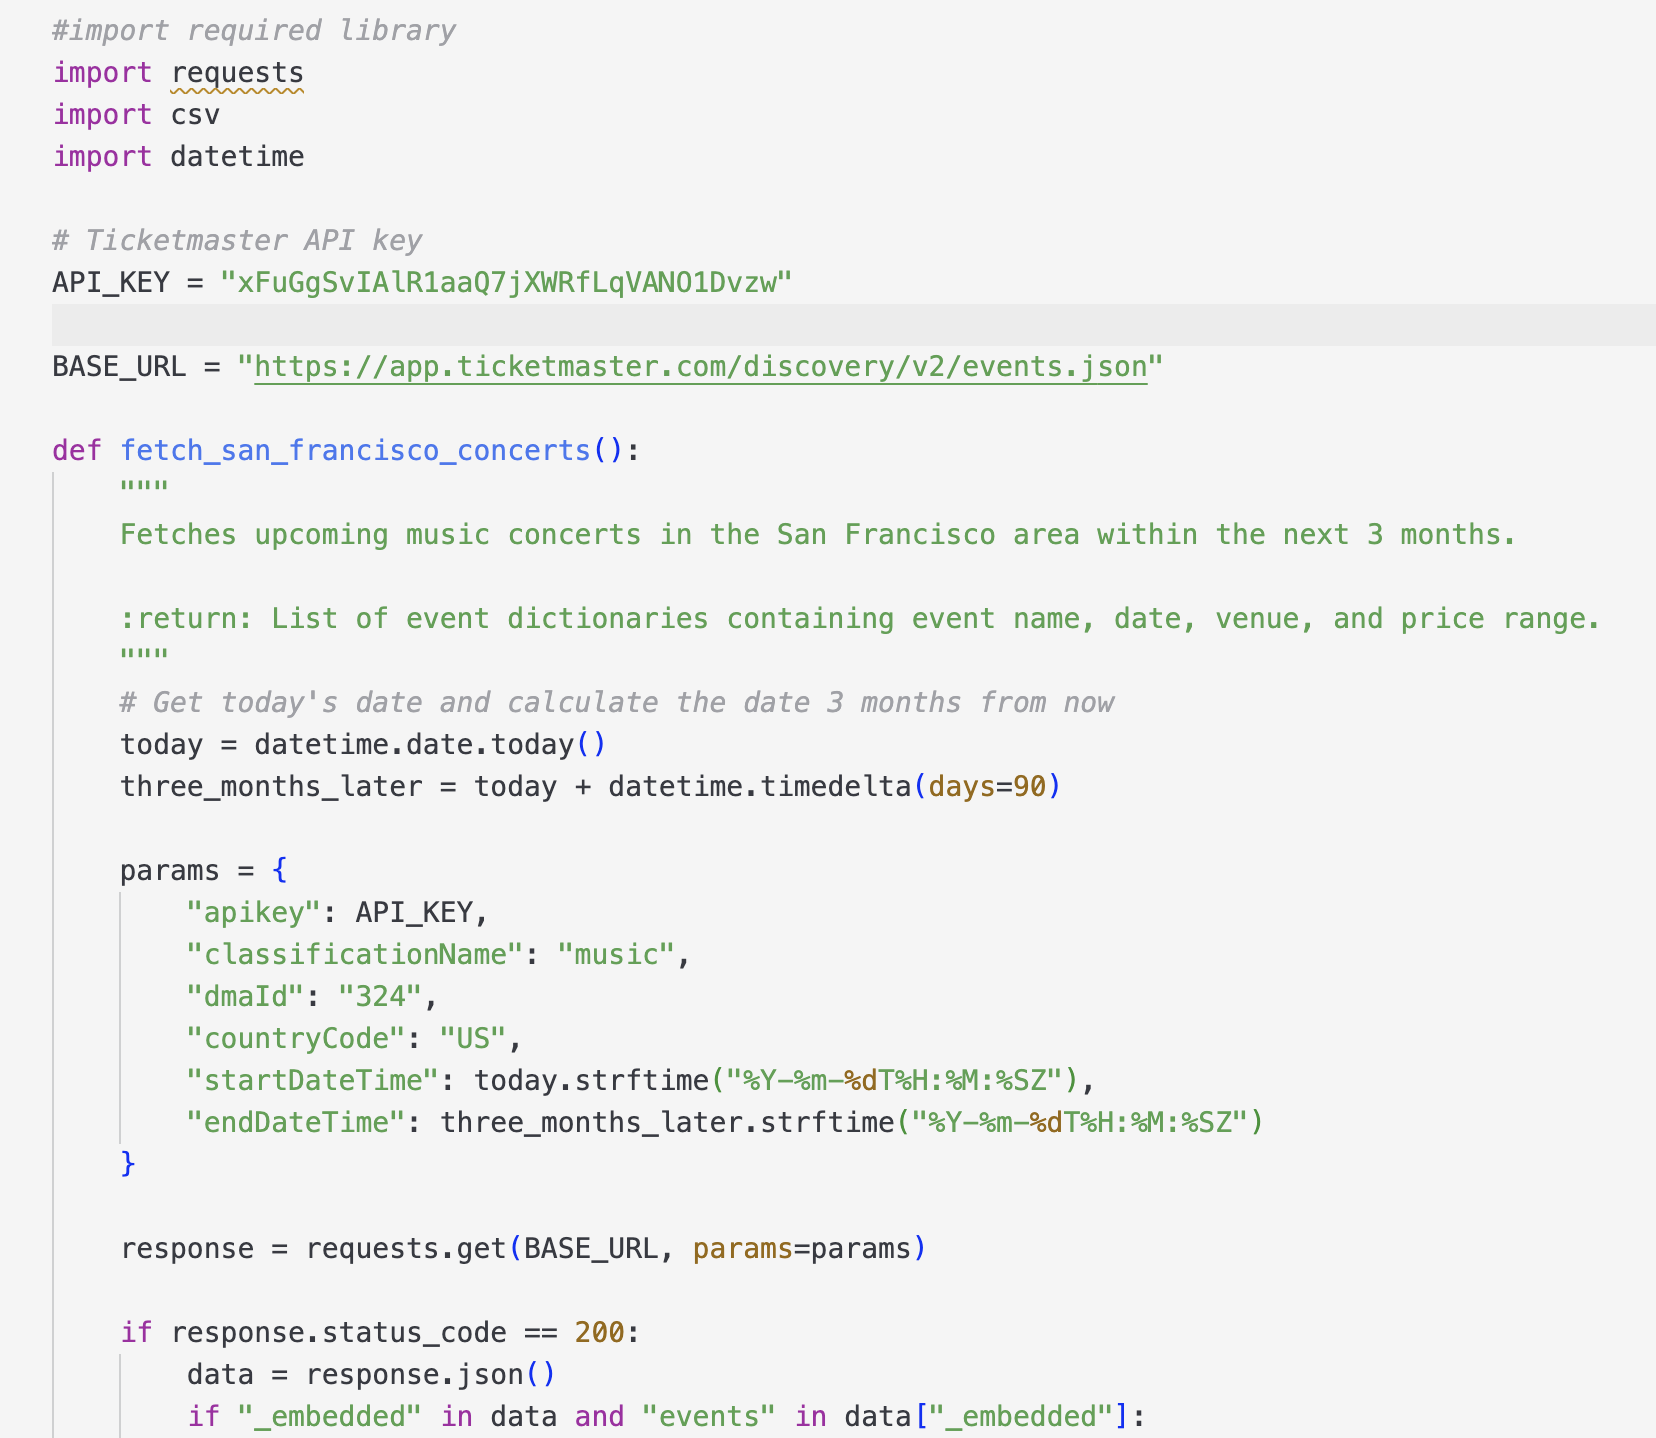 #import required library
import requests
import csv
import datetime
# Ticketmaster API key
API_KEY = "xFuGgSvIAlR1aaQ7jXWRfLqVANO1Dvzw"
BASE_URL = "https://app.ticketmaster.com/discovery/v2/events.json"
def fetch_san_francisco_concerts():
"""
Fetches upcoming music concerts in the San Francisco area within the next 3 months.
:return: List of event dictionaries containing event name, date, venue, and price range.
"""
# Get today's date and calculate the date 3 months from now
today = datetime.date.today()
three_months_later = today + datetime.timedelta(days=90)
params = {
"apikey": API_KEY,
"classificationName": "music",
"dmaId": "324",
"countryCode": "US",
"startDateTime": today.strftime("%Y-%m-%dT%H:%M:%SZ"),
"endDateTime": three_months_later.strftime("%Y-%m-%dT%H:%M:%SZ")
}
response = requests.get(BASE_URL, params=params)
if response.status_code == 200:
data = response.json()
if "_embedded" in data and "events" in data["_embedded"]: